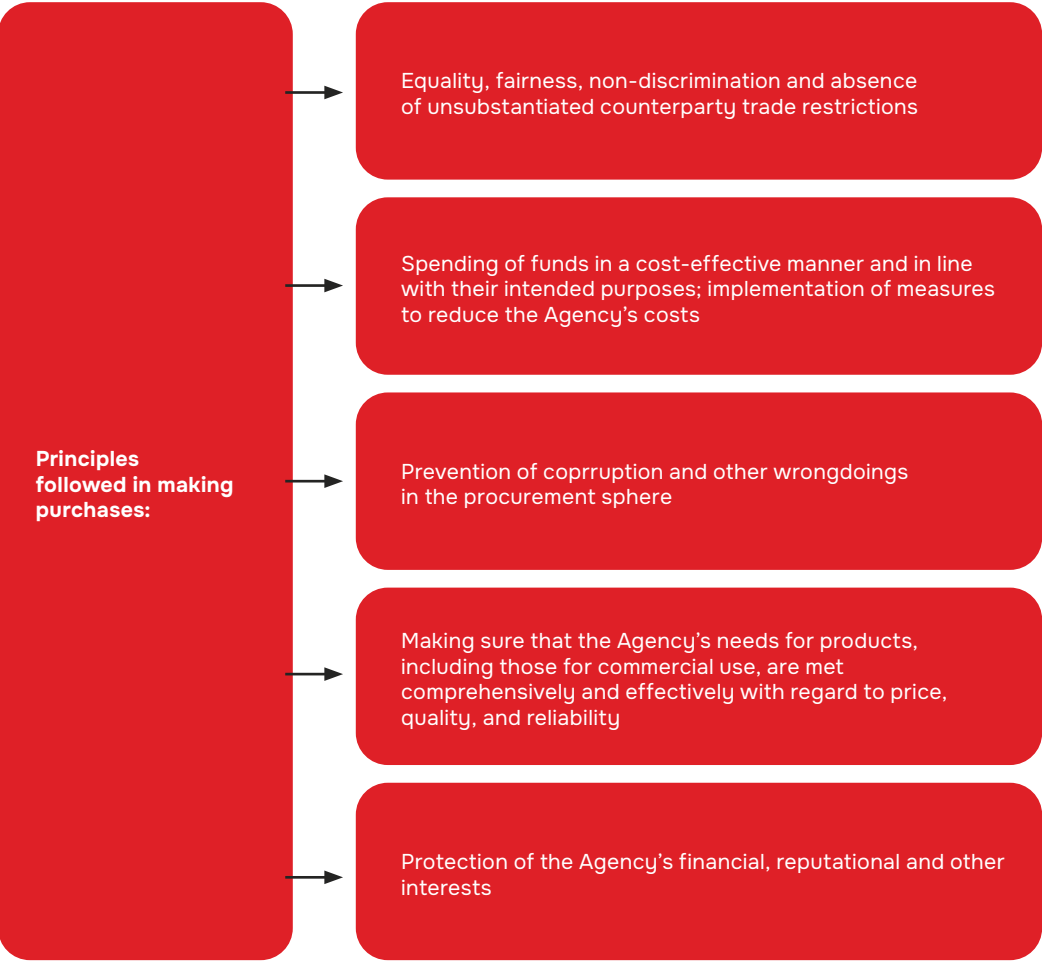 Principles
followed in making
purchases:
Equality, fairness, non-discrimination and absence
of unsubstantiated counterparty trade restrictions
Spending of funds in a cost-effective manner and in line
with their intended purposes; implementation of measures
to reduce the Agency’s costs
Prevention of coprruption and other wrongdoings
in the procurement sphere
Making sure that the Agency’s needs for products,
including those for commercial use, are met
comprehensively and effectively with regard to price,
quality, and reliability
Protection of the Agency’s financial, reputational and other
interests